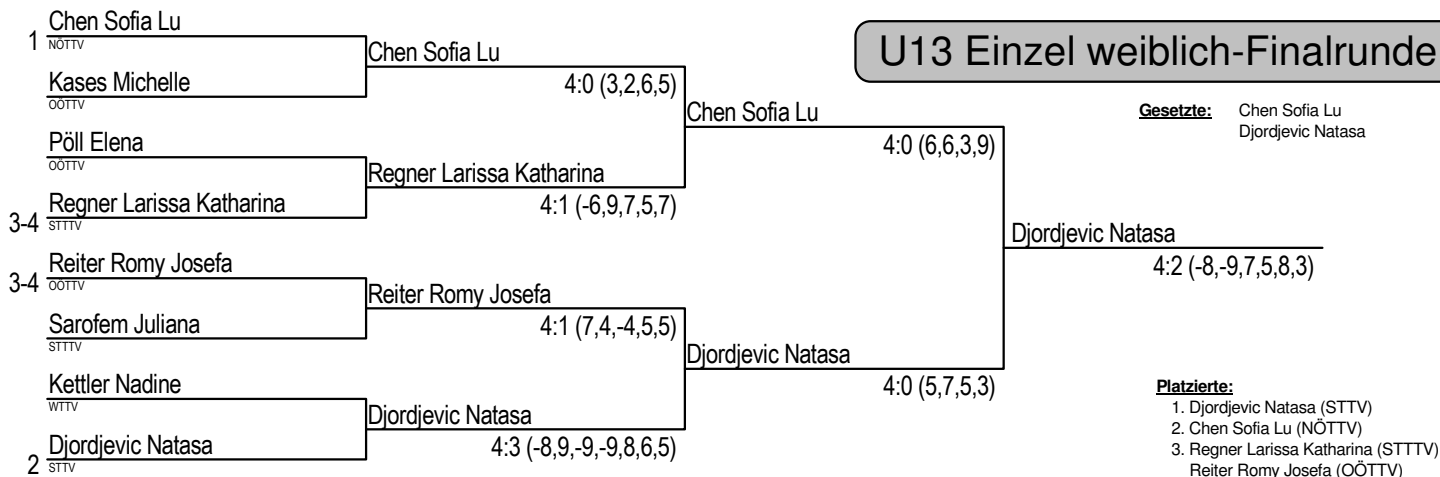 U13 Einzel weiblich-Finalrunde
Gesetzte: Chen Sofia Lu
Djordjevic Natasa
1 Chen Sofia Lu
NÖTTV
Kases Michelle
OÖTTV
Pöll Elena
OÖTTV
3-4 Regner Larissa Katharina
STTTV
3-4 Reiter Romy Josefa
OÖTTV
Sarofem Juliana
STTTV
Kettler Nadine
WTTV
2 Djordjevic Natasa
STTV
Chen Sofia Lu
4:0 (3,2,6,5)
Regner Larissa Katharina
4:1 (-6,9,7,5,7)
Reiter Romy Josefa
4:1 (7,4,-4,5,5)
Djordjevic Natasa
4:3 (-8,9,-9,-9,8,6,5)
Chen Sofia Lu
4:0 (6,6,3,9)
Djordjevic Natasa
4:0 (5,7,5,3)
Djordjevic Natasa
4:2 (-8,-9,7,5,8,3)
Platzierte:
1. Djordjevic Natasa (STTV)
2. Chen Sofia Lu (NÖTTV)
3. Regner Larissa Katharina (STTTV)
Reiter Romy Josefa (OÖTTV)